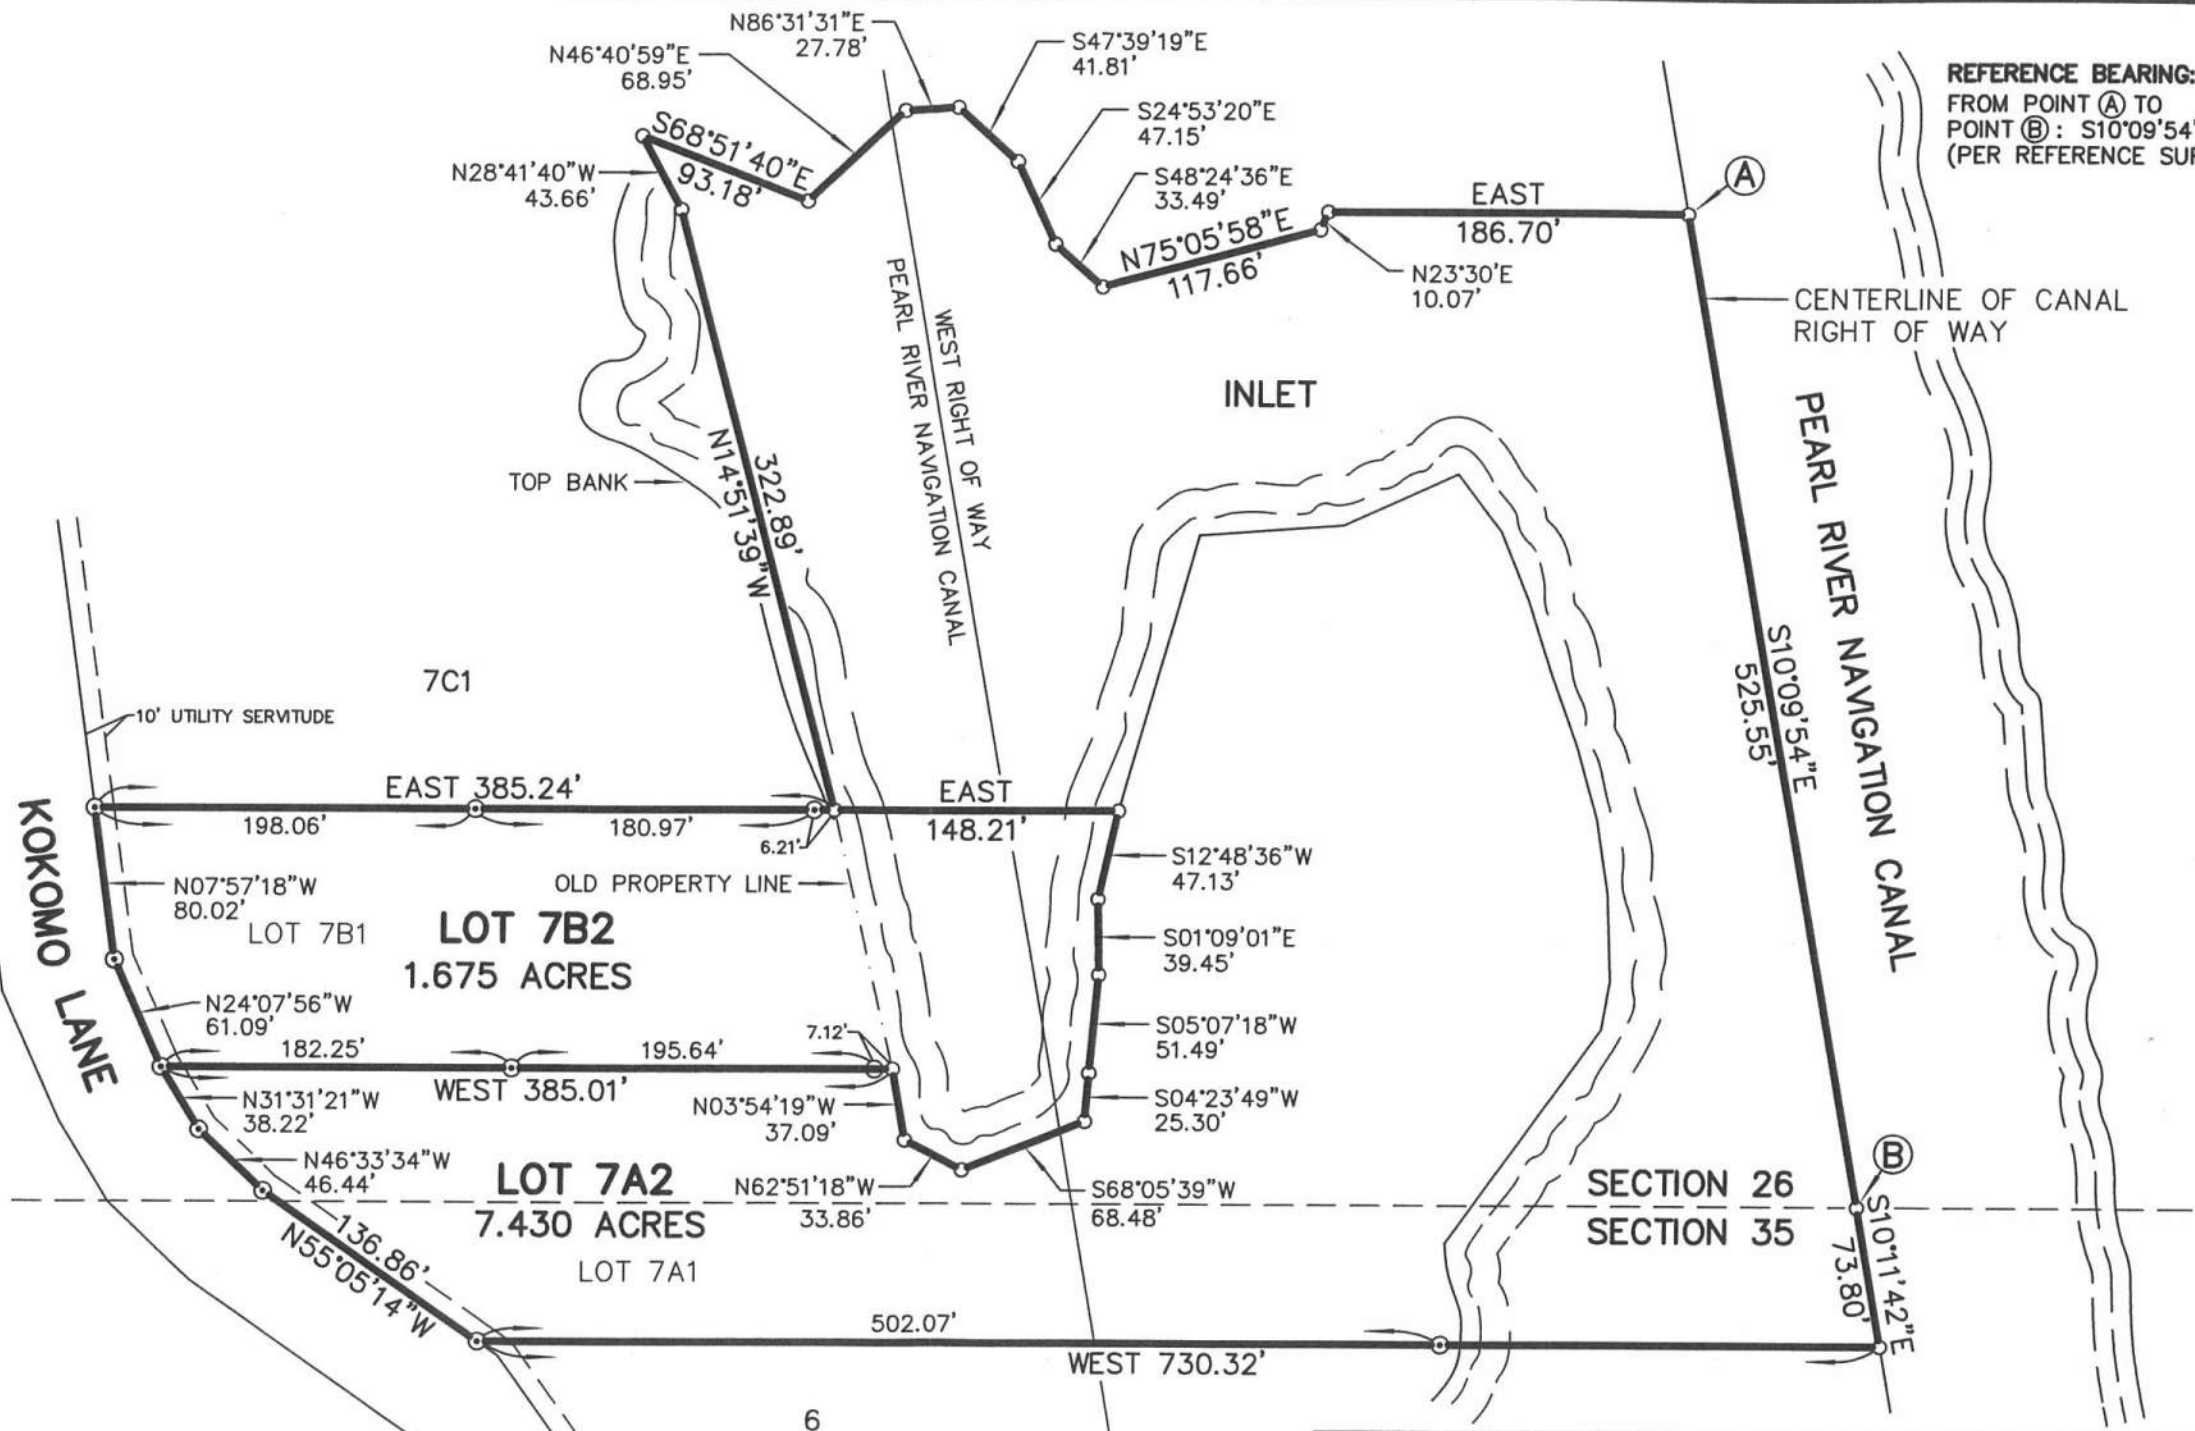 N86°31'31"E
27.78'
N46°40'59"E
68.95'
S47°39'19"E
41.81'
REFERENCE BEARING:
FROM POINT Ⓐ TO
POINT Ⓑ: S10°09'54"
(PER REFERENCE
S24°53'20"E
47.15'
S68°51'40"E
93.18'
N28°41'40"W
43.66'
S48°24'36"E
33.49'
A
EAST
186.70'
N75°05'58"E
117.66'
N23°30'E
10.07'
CENTERLINE OF CANAL
RIGHT OF WAY
WEST RIGHT OF WAY
PEARL RIVER NAVIGATION CANAL
INLET
PEARL RIVER NAVIGATION CANAL
TOP BANK
322.89'
N14°51'39"W
S10°09'54"E
525.55'
7C1
10' UTILITY SERVITUDE
EAST 385.24'
198.06'
180.97'
6.21'
EAST
148.21'
KOKOMO LANE
N07°57'18"W
80.02'
LOT 7B1
OLD PROPERTY LINE
LOT 7B2
1.675 ACRES
S12°48'36"W
47.13'
S01°09'01"E
39.45'
N24°07'56"W
61.09'
182.25'
195.64'
7.12'
WEST 385.01'
S05°07'18"W
51.49'
N31°31'21"W
38.22'
N03°54'19"W
37.09'
S04°23'49"W
25.30'
N46°33'34"W
46.44'
LOT 7A2
7.430 ACRES
LOT 7A1
N62°51'18"W
33.86'
S68°05'39"W
68.48'
SECTION 26
SECTION 35
B
S10°11'42"E
73.80'
136.86'
N55°05'14"W
502.07'
WEST 730.32'
6